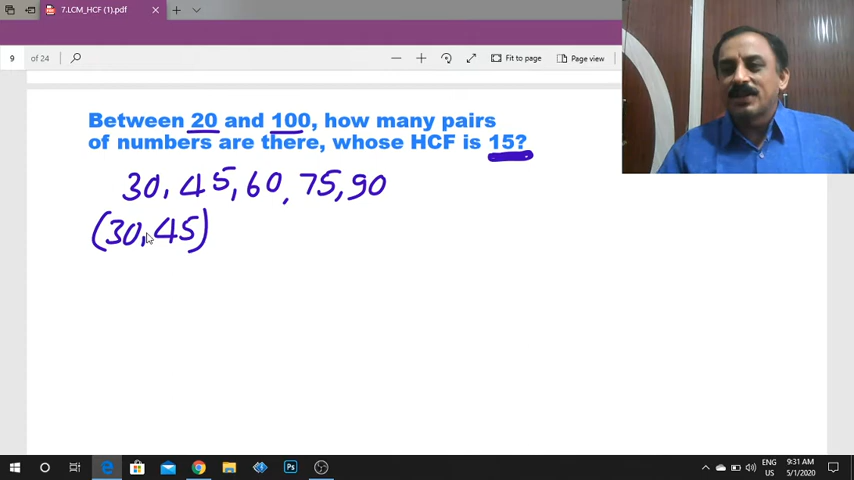 7.LCM_HCF (1).pdf
9 of 24 Fit to page Page view
Between 20 and 100, how many pairs
of numbers are there, whose HCF is 15?
30, 45, 60, 75, 90
(30,45)
ENG 9:31 AM
US 5/1/2020
Ps